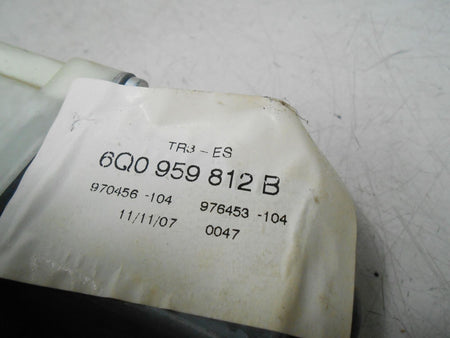 TR3-ES
6Q0 959 812 B
970456-104 976453-104
11/11/07 0047